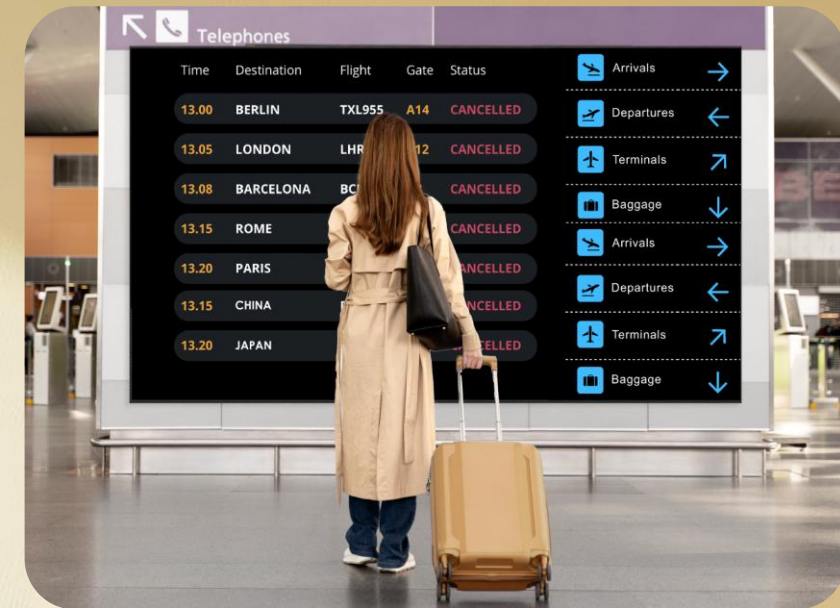 Telephones
Time Destination Flight Gate Status
13.00 BERLIN TXL955 A14 CANCELLED
13.05 LONDON CANCELLED
13.08 BARCELONA CANCELLED
13.15 ROME CANCELLED
13.20 PARIS
13.15 CHINA
13.20 JAPAN
Arrivals
Departures
Terminals
Baggage
Arrivals
Departures
Terminals
Baggage